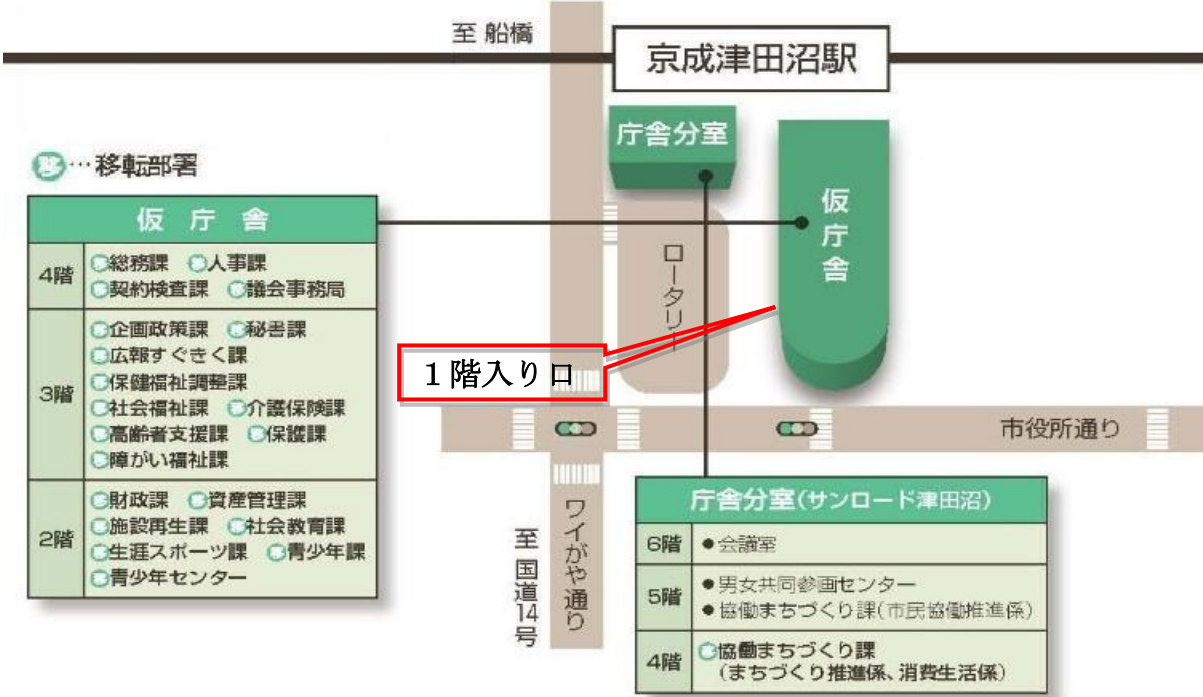 至 船橋
京成津田沼駅
庁舎分室
仮庁舎
ロータリー
1階入り口
市役所通り
ワイがや通り
至 国道14号
…移転部署
仮庁舎
4階
総務課 人事課
契約検査課 議会事務局
3階
企画政策課 秘書課
広報すぐきく課
保健福祉調整課
社会福祉課 介護保険課
高齢者支援課 保護課
障がい福祉課
2階
財政課 資産管理課
施設再生課 社会教育課
生涯スポーツ課 青少年課
青少年センター
庁舎分室(サンロード津田沼)
6階
●会議室
5階
●男女共同参画センター
●協働まちづくり課(市民協働推進係)
4階
協働まちづくり課
(まちづくり推進係、消費生活係)